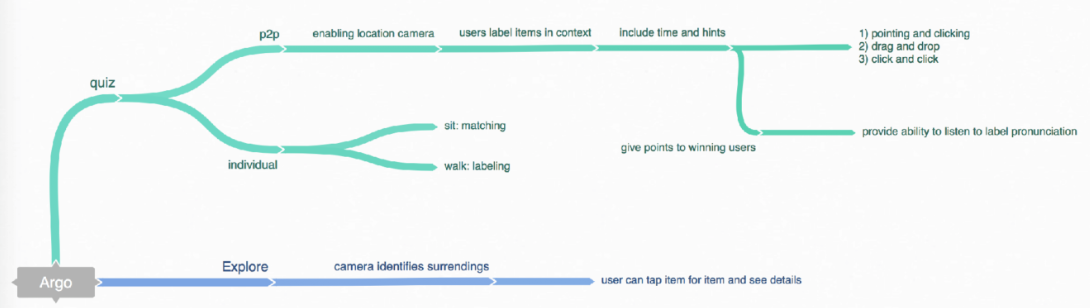 p2p
enabling location camera
users label items in context
include time and hints
1) pointing and clicking
2) drag and drop
3) click and click
quiz
sit: matching
provide ability to listen to label pronunciation
give points to winning users
individual
walk: labeling
Explore
camera identifies surrendings
Argo
user can tap item for item and see details